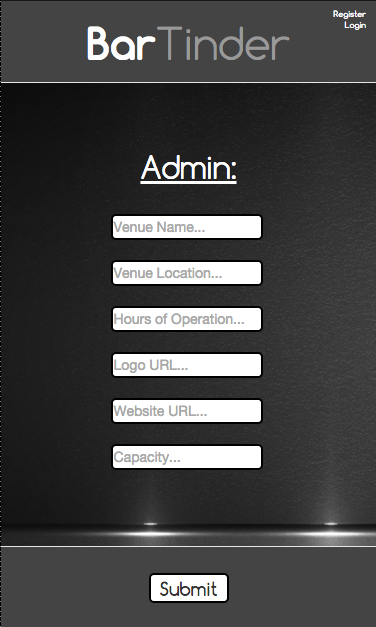 Register
Login
BarTinder
Admin:
Venue Name...
Venue Location...
Hours of Operation...
Logo URL...
Website URL...
Capacity...
Submit